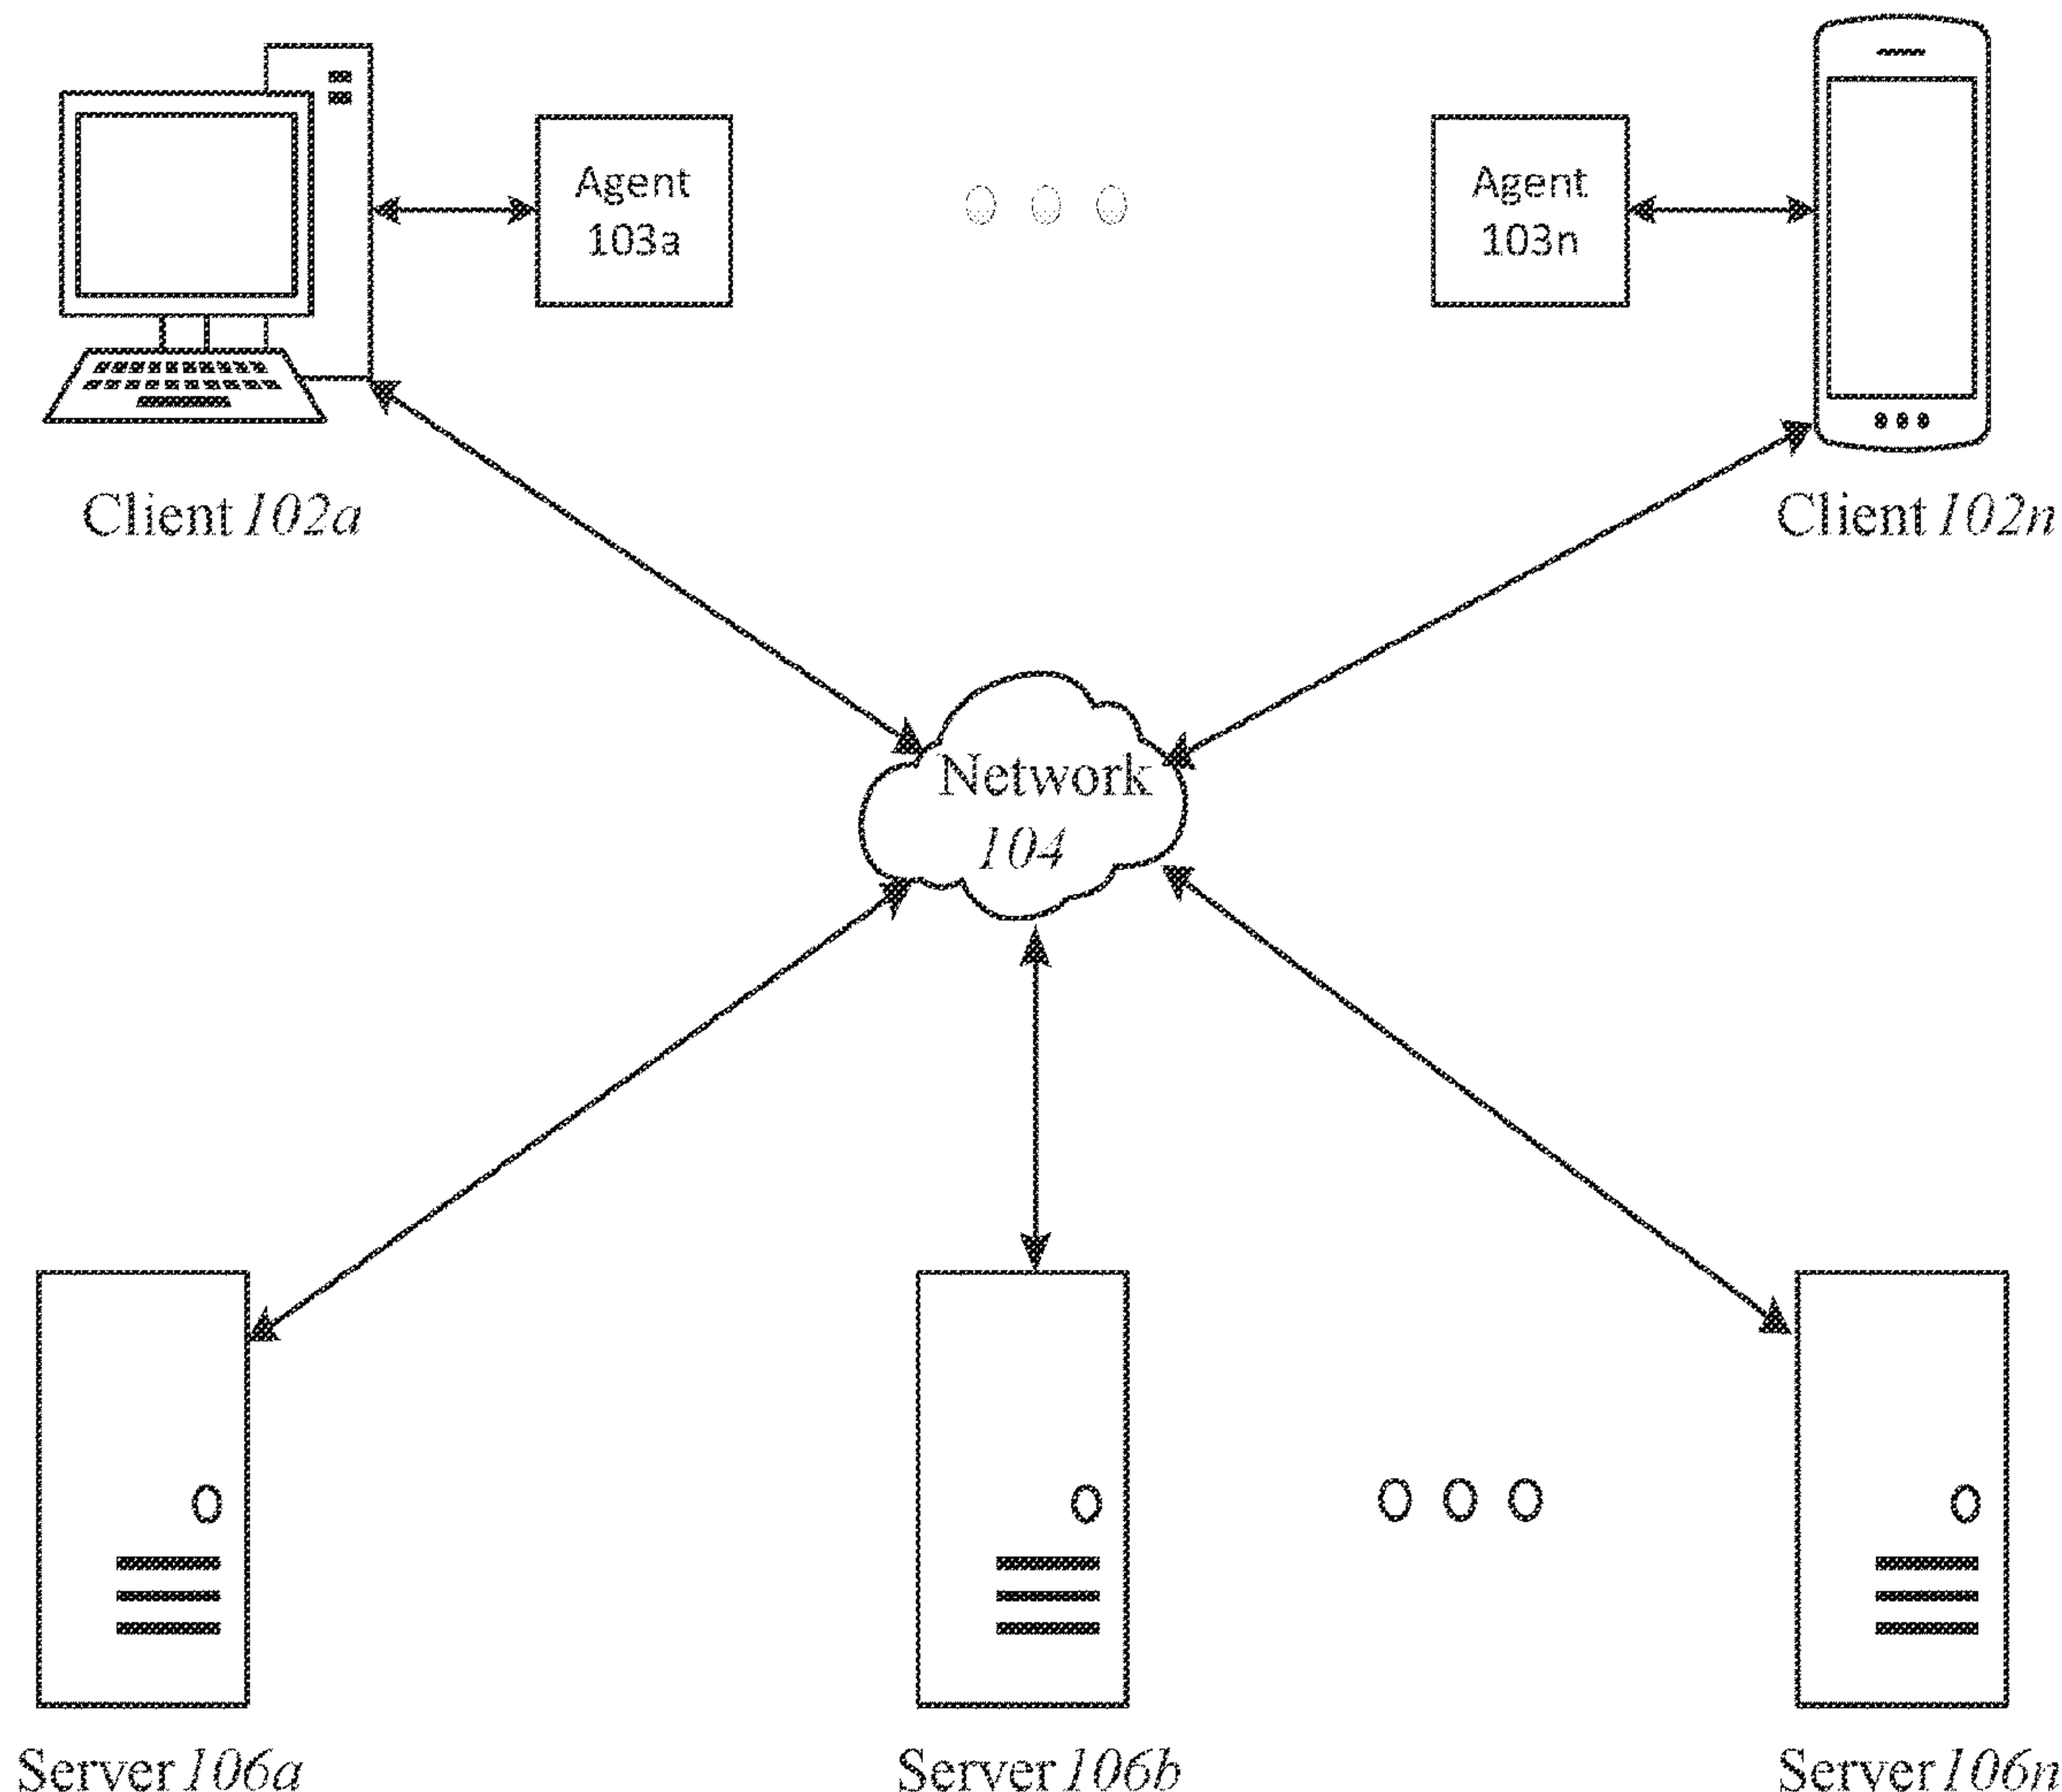 Agent
103a
Agent
103n
Client 102a
Client 102n
Network
104
Server 106a
Server 106b
Server 106n